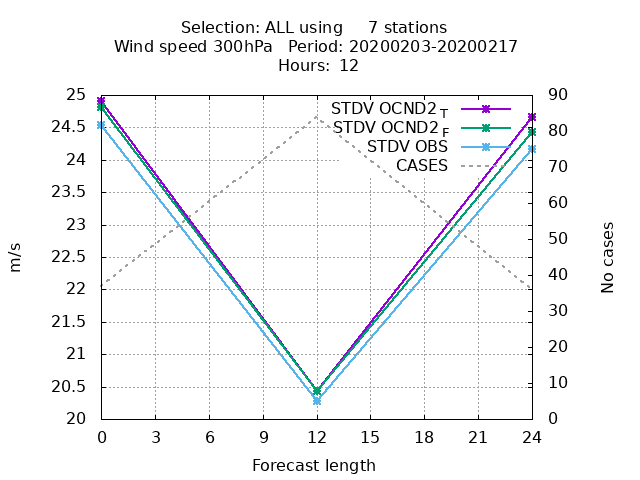 Selection: ALL using     7 stations
Wind speed 300hPa   Period: 20200203-20200217
Hours: 12
25
24.5
24
23.5
23
22.5
22
21.5
21
20.5
20
m/s
STDV OCND2T
STDV OCND2F
STDV OBS
CASES
90
80
70
60
50
40
30
20
10
0
No cases
0 3 6 9 12 15 18 21 24
Forecast length